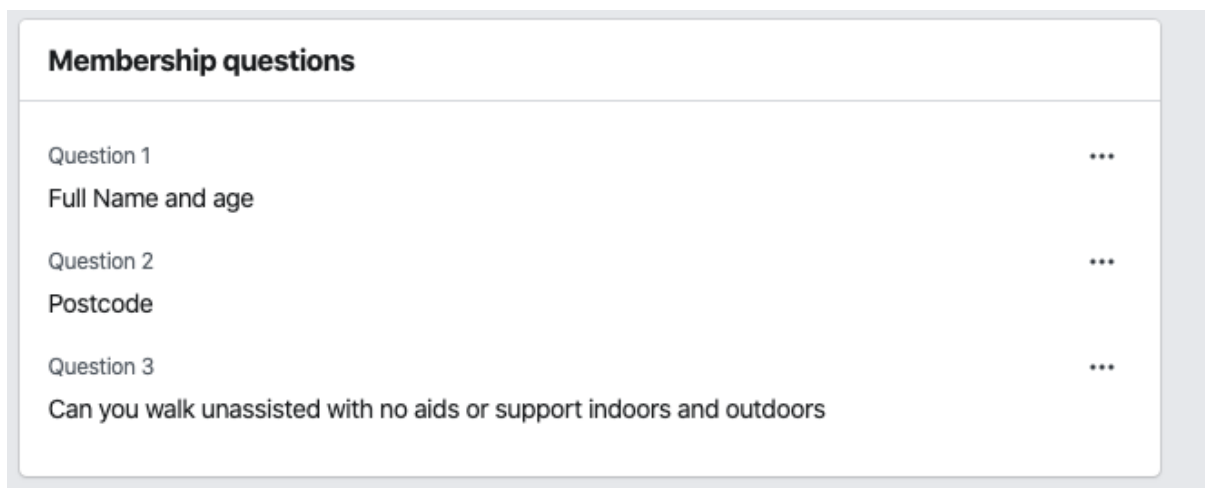 Membership questions
Question 1
Full Name and age
Question 2
Postcode
Question 3
Can you walk unassisted with no aids or support indoors and outdoors